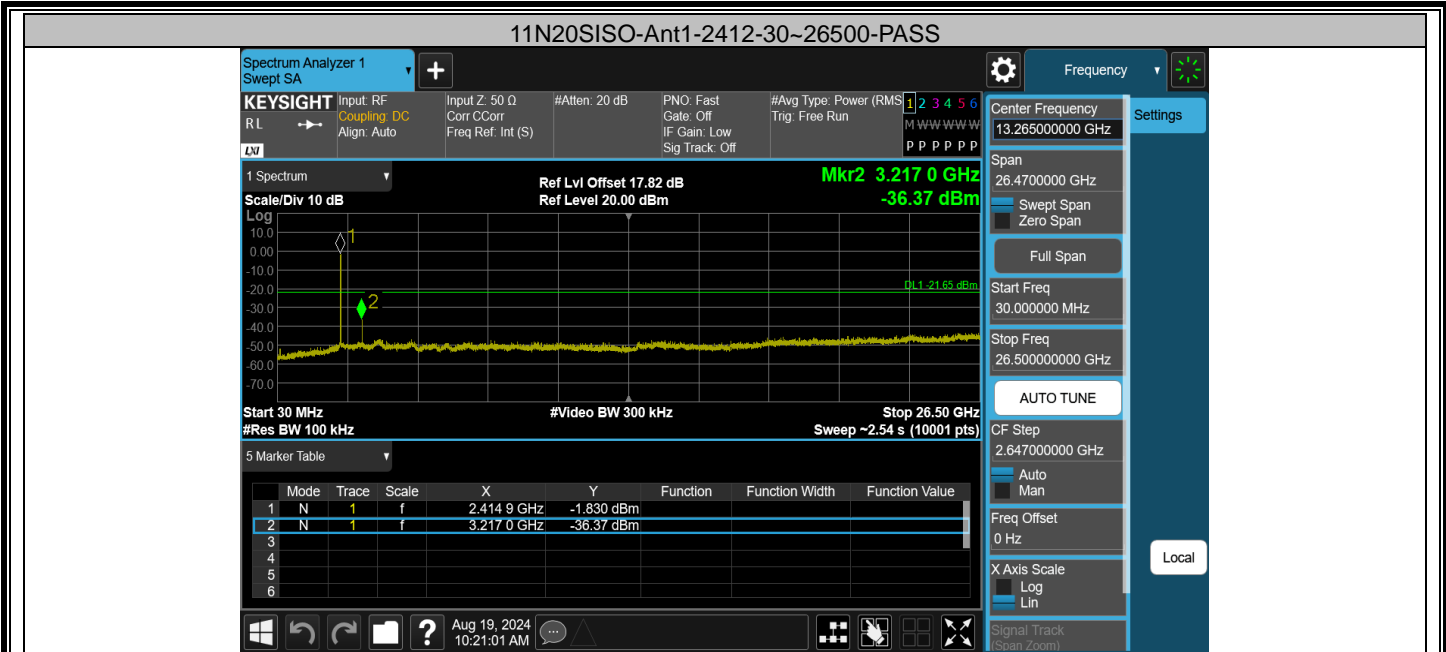 11N20SISO-Ant1-2412-30~26500-PASS
Spectrum Analyzer 1
Swept SA
+
Frequency
KEYSIGHT
RL
LXI
Input: RF
Coupling: DC
Align: Auto
Input Z: 50 Ω
Corr CCorr
Freq Ref: Int (S)
#Atten: 20 dB
PNO: Fast
Gate: Off
IF Gain: Low
Sig Track: Off
#Avg Type: Power (RMS
Trig: Free Run
1 2 3 4 5 6
M W W W W W
P P P P P P
Center Frequency
13.265000000 GHz
Settings
Span
26.4700000 GHz
Swept Span
Zero Span
Full Span
Start Freq
30.000000 MHz
Stop Freq
26.500000000 GHz
AUTO TUNE
CF Step
2.647000000 GHz
Auto
Man
Freq Offset
0 Hz
X Axis Scale
Log
Lin
Signal Track
(Span Zoom)
Local
1 Spectrum
Scale/Div 10 dB
Ref Lvl Offset 17.82 dB
Ref Level 20.00 dBm
Mkr2 3.217 0 GHz
-36.37 dBm
Log
10.0
0.00
-10.0
-20.0
-30.0
-40.0
-50.0
-60.0
-70.0
1
2
DL1 -21.65 dBm
Start 30 MHz
#Video BW 300 kHz
Stop 26.50 GHz
#Res BW 100 kHz
Sweep ~2.54 s (10001 pts)
5 Marker Table
Mode Trace Scale X Y Function Function Width Function Value
1 N 1 f 2.414 9 GHz -1.830 dBm
2 N 1 f 3.217 0 GHz -36.37 dBm
3
4
5
6
?
Aug 19, 2024
10:21:01 AM